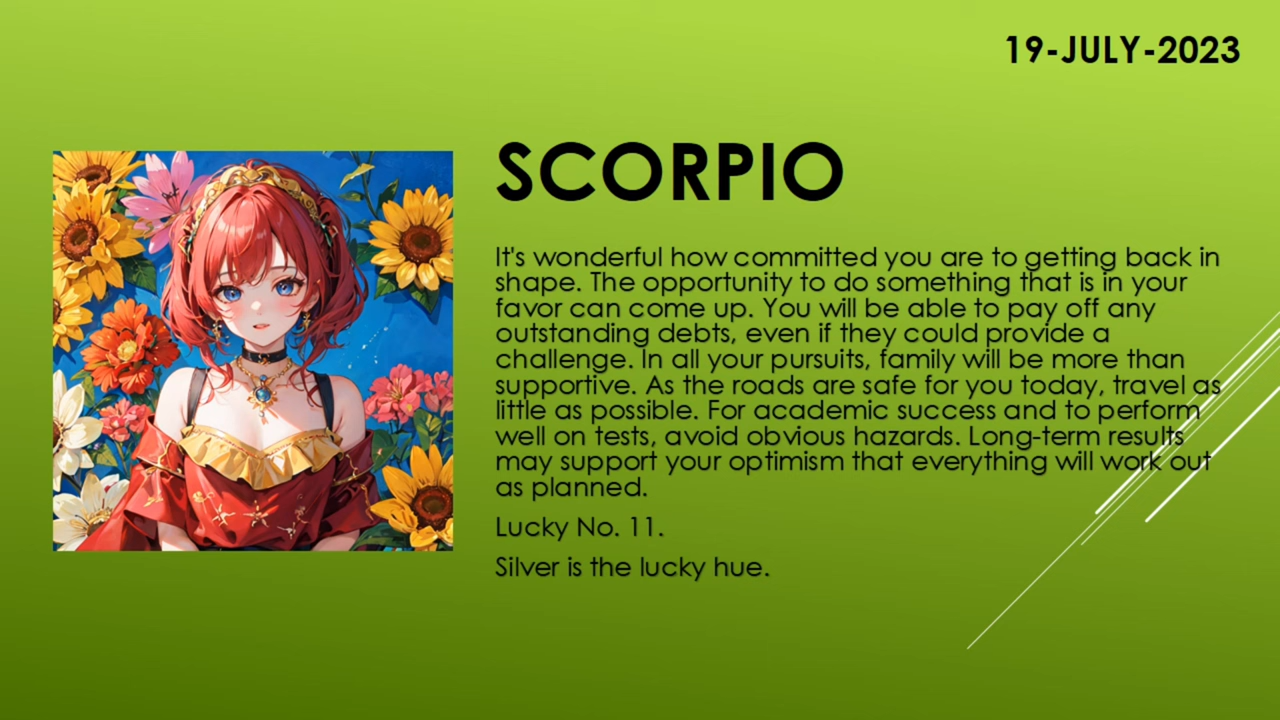 19-JULY-2023
SCORPIO
It's wonderful how committed you are to getting back in
shape. The opportunity to do something that is in your
favor can come up. You will be able to pay off any
outstanding debts, even if they could provide a
challenge. In all your pursuits, family will be more than
supportive. As the roads are safe for you today, travel as
little as possible. For academic success and to perform
well on tests, avoid obvious hazards. Long-term results
may support your optimism that everything will work out
as planned.
Lucky No. 11.
Silver is the lucky hue.